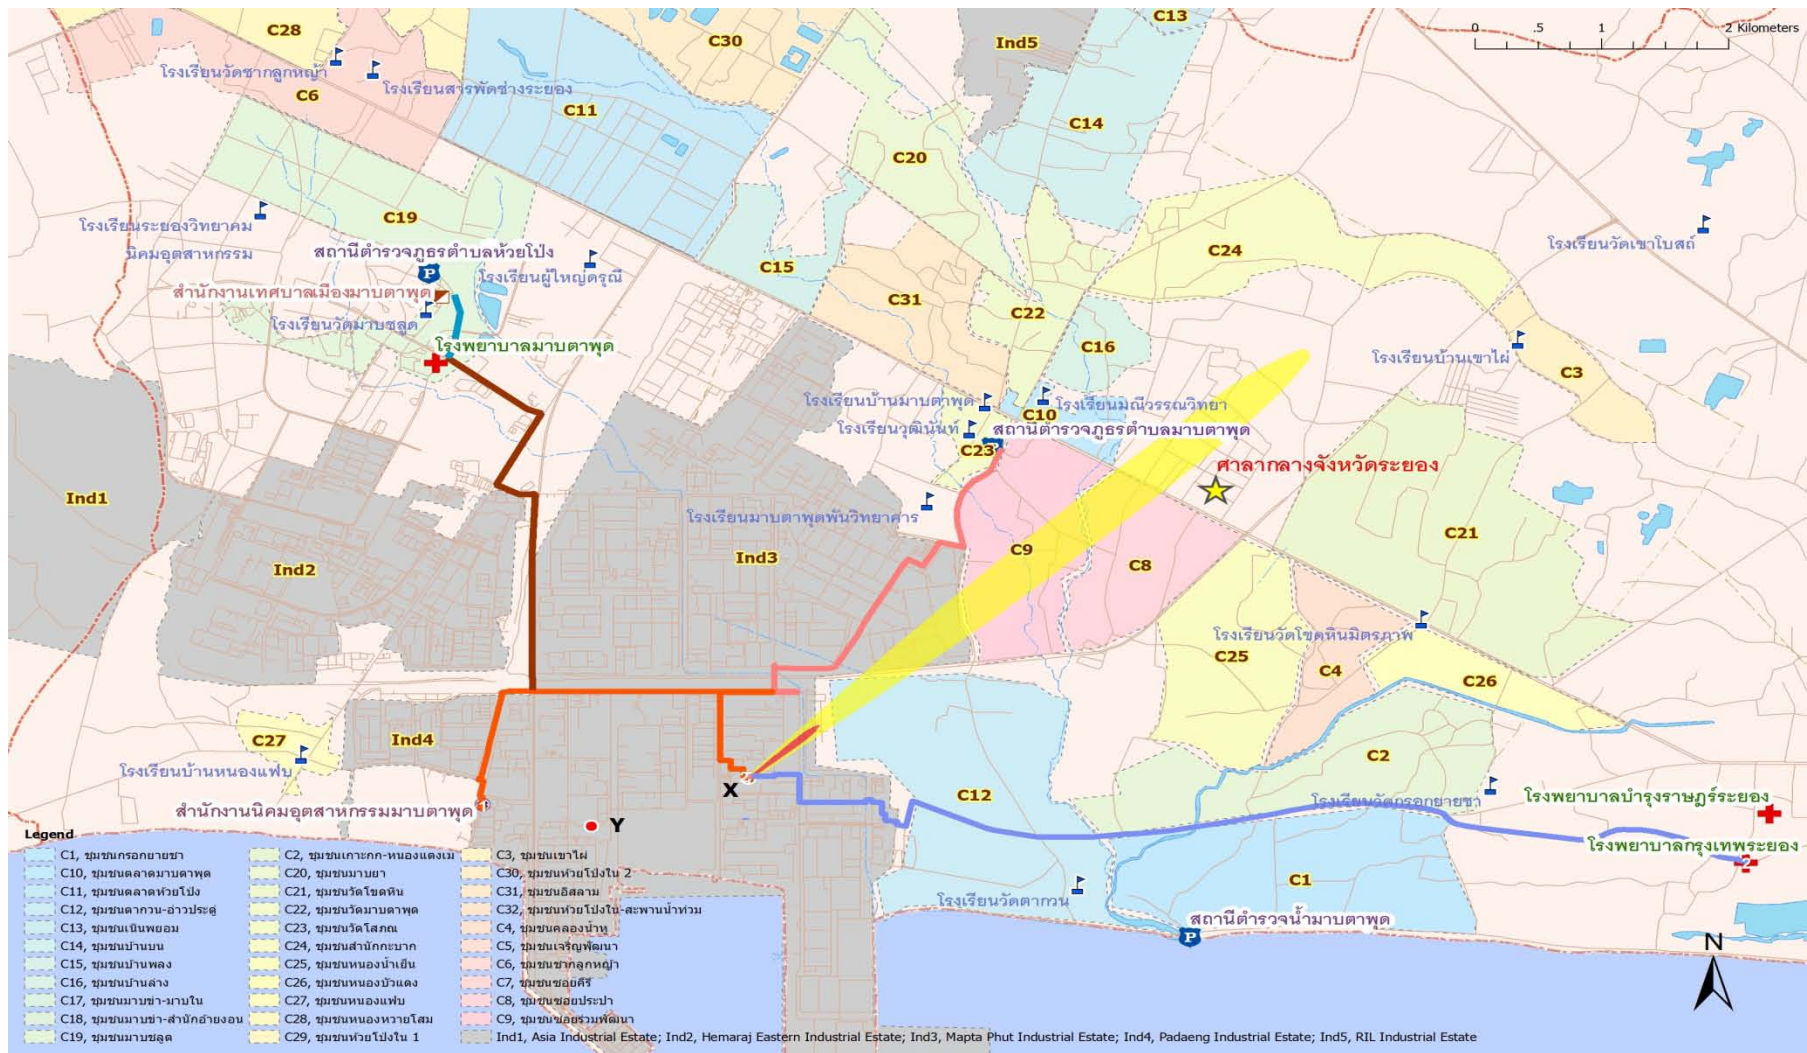 C13
0 .5 1 2 Kilometers
C28
C30
Ind5
โรงเรียนวัดชากลูกหญ้า
โรงเรียนสารพัดช่างระยอง
C6
C11
C14
C20
C19
โรงเรียนระยองวิทยาคม
นิคมอุตสาหกรรม
สถานีตำรวจภูธรตำบลห้วยโป่ง
P
โรงเรียนผู้ใหญ่ดรุณี
C15
C24
โรงเรียนวัดเขาโบสถ์
สำนักงานเทศบาลเมืองมาบตาพุด
C31
C22
โรงเรียนวัดมาบชลูด
โรงพยาบาลมาบตาพุด
C16
โรงเรียนบ้านเขาไผ่
C3
โรงเรียนบ้านมาบตาพุด
C10
โรงเรียนมณีวรรณวิทยา
โรงเรียนวุฒินันท์
สถานีตำรวจภูธรตำบลมาบตาพุด
C23
ศาลากลางจังหวัดระยอง
Ind1
โรงเรียนมาบตาพุดพันวิทยาคาร
C21
Ind2
Ind3
C9
C8
โรงเรียนวัดโขดหินมิตรภาพ
C25
C4
C26
C27
Ind4
C2
โรงเรียนบ้านหนองแฟบ
X
C12
โรงเรียนวัดกรอกยายชา
โรงพยาบาลบำรุงราษฎร์ระยอง
สำนักงานนิคมอุตสาหกรรมมาบตาพุด
Y
โรงพยาบาลกรุงเทพระยอง
C1
โรงเรียนวัดตากวน
สถานีตำรวจน้ำมาบตาพุด
P
N
Legend
C1, ชุมชนกรอกยายชา
C10, ชุมชนตลาดมาบตาพุด
C11, ชุมชนตลาดห้วยโป่ง
C12, ชุมชนตากวน-อ่าวประดู่
C13, ชุมชนเนินพยอม
C14, ชุมชนบ้านบน
C15, ชุมชนบ้านพลง
C16, ชุมชนบ้านล่าง
C17, ชุมชนมาบข่า-มาบใน
C18, ชุมชนมาบข่า-สำนักอ้ายงอน
C19, ชุมชนมาบชลูด
C2, ชุมชนเกาะกก-หนองแตงเม
C20, ชุมชนมาบยา
C21, ชุมชนวัดโขดหิน
C22, ชุมชนวัดมาบตาพุด
C23, ชุมชนวัดโสภณ
C24, ชุมชนสำนักกะบาก
C25, ชุมชนหนองน้ำเย็น
C26, ชุมชนหนองบัวแดง
C27, ชุมชนหนองแฟบ
C28, ชุมชนหนองหวายโสม
C29, ชุมชนห้วยโป่งใน 1
C3, ชุมชนเขาไผ่
C30, ชุมชนห้วยโป่งใน 2
C31, ชุมชนอิสลาม
C32, ชุมชนห้วยโป่งใน-สะพานน้ำท่วม
C4, ชุมชนคลองน้ำหู
C5, ชุมชนเจริญพัฒนา
C6, ชุมชนชากลูกหญ้า
C7, ชุมชนซอยคีรี
C8, ชุมชนซอยประปา
C9, ชุมชนซอยร่วมพัฒนา
Ind1, Asia Industrial Estate; Ind2, Hemaraj Eastern Industrial Estate; Ind3, Mapta Phut Industrial Estate; Ind4, Padaeng Industrial Estate; Ind5, RIL Industrial Estate